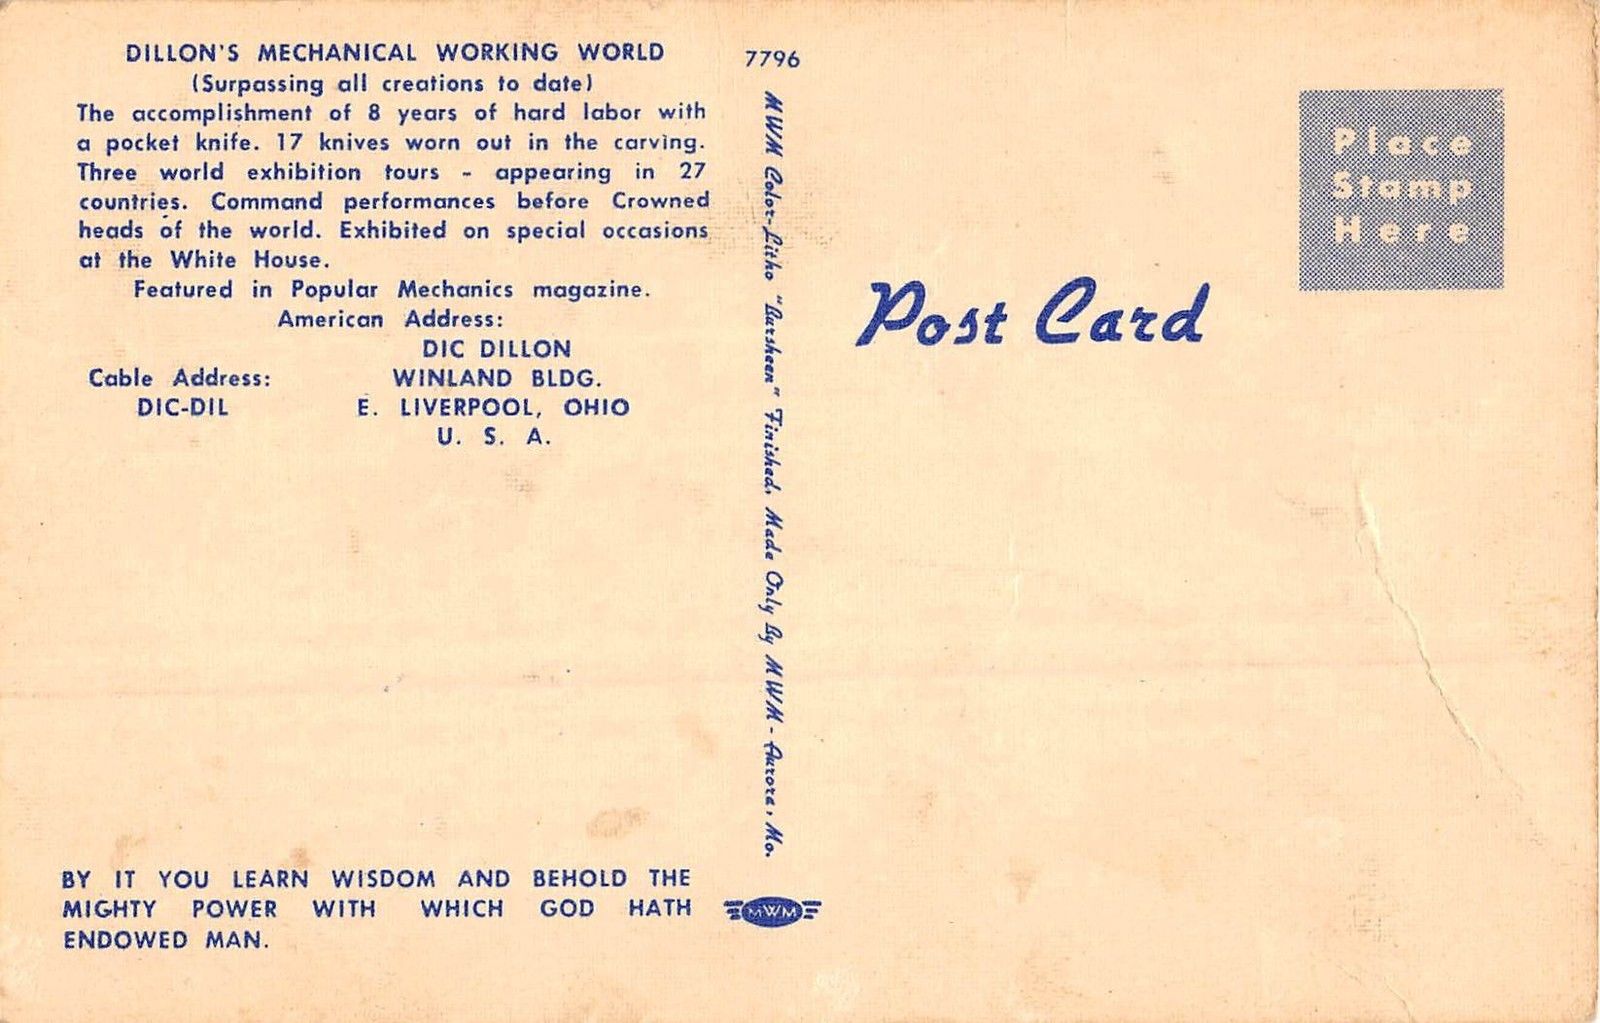 DILLON'S MECHANICAL WORKING WORLD
(Surpassing all creations to date)
The accomplishment of 8 years of hard labor with
a pocket knife. 17 knives worn out in the carving.
Three world exhibition tours - appearing in 27
countries. Command performances before Crowned
heads of the world. Exhibited on special occasions
at the White House.
Featured in Popular Mechanics magazine.
American Address:
DIC DILLON
Cable Address: WINLAND BLDG.
DIC-DIL E. LIVERPOOL, OHIO
U. S. A.
BY IT YOU LEARN WISDOM AND BEHOLD THE
MIGHTY POWER WITH WHICH GOD HATH
ENDOWED MAN.
7796
MWM Color-Litho "Dursheen" Finished, Made Only By MWM - Aurora, Mo.
MWM
Post Card
Place
Stamp
Here